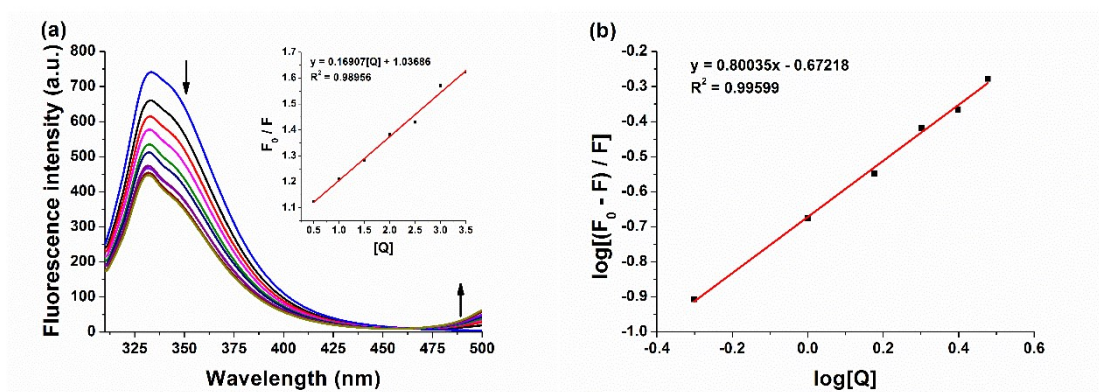 (a)
800
700
600
500
400
300
200
100
0
Fluorescence intensity (a.u.)
325 350 375 400 425 450 475 500
Wavelength (nm)
y = 0.16907[Q] + 1.03686
R² = 0.98956
1.7
1.6
1.5
1.4
1.3
1.2
1.1
F₀ / F
0.5 1.0 1.5 2.0 2.5 3.0 3.5
[Q]
(b)
y = 0.80035x - 0.67218
R² = 0.99599
-0.2
-0.3
-0.4
-0.5
-0.6
-0.7
-0.8
-0.9
-1.0
log[(F₀ - F) / F]
-0.4 -0.2 0.0 0.2 0.4 0.6
log[Q]